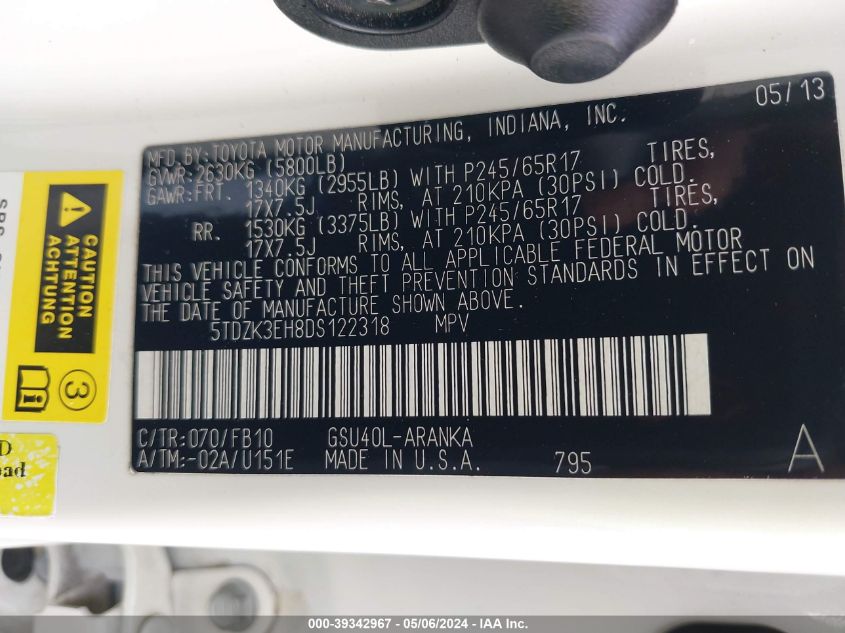 05/13
MFD.BY:TOYOTA MOTOR MANUFACTURING, INDIANA, INC.
GVWR:2630KG (5800LB)
GAWR:FRT. 1340KG (2955LB) WITH P245/65R17 TIRES,
17X7.5J RIMS, AT 210KPA (30PSI) COLD.
RR. 1530KG (3375LB) WITH P245/65R17 TIRES,
17X7.5J RIMS, AT 210KPA (30PSI) COLD.
THIS VEHICLE CONFORMS TO ALL APPLICABLE FEDERAL MOTOR
VEHICLE SAFETY AND THEFT PREVENTION STANDARDS IN EFFECT ON
THE DATE OF MANUFACTURE SHOWN ABOVE.
5TDZK3EH8DS122318 MPV
C/TR:070/FB10 GSU40L-ARANKA
A/TM:-02A/U151E MADE IN U.S.A. 795 A
CAUTION
ATTENTION
ACHTUNG
3
000-39342967 - 05/06/2024 - IAA Inc.